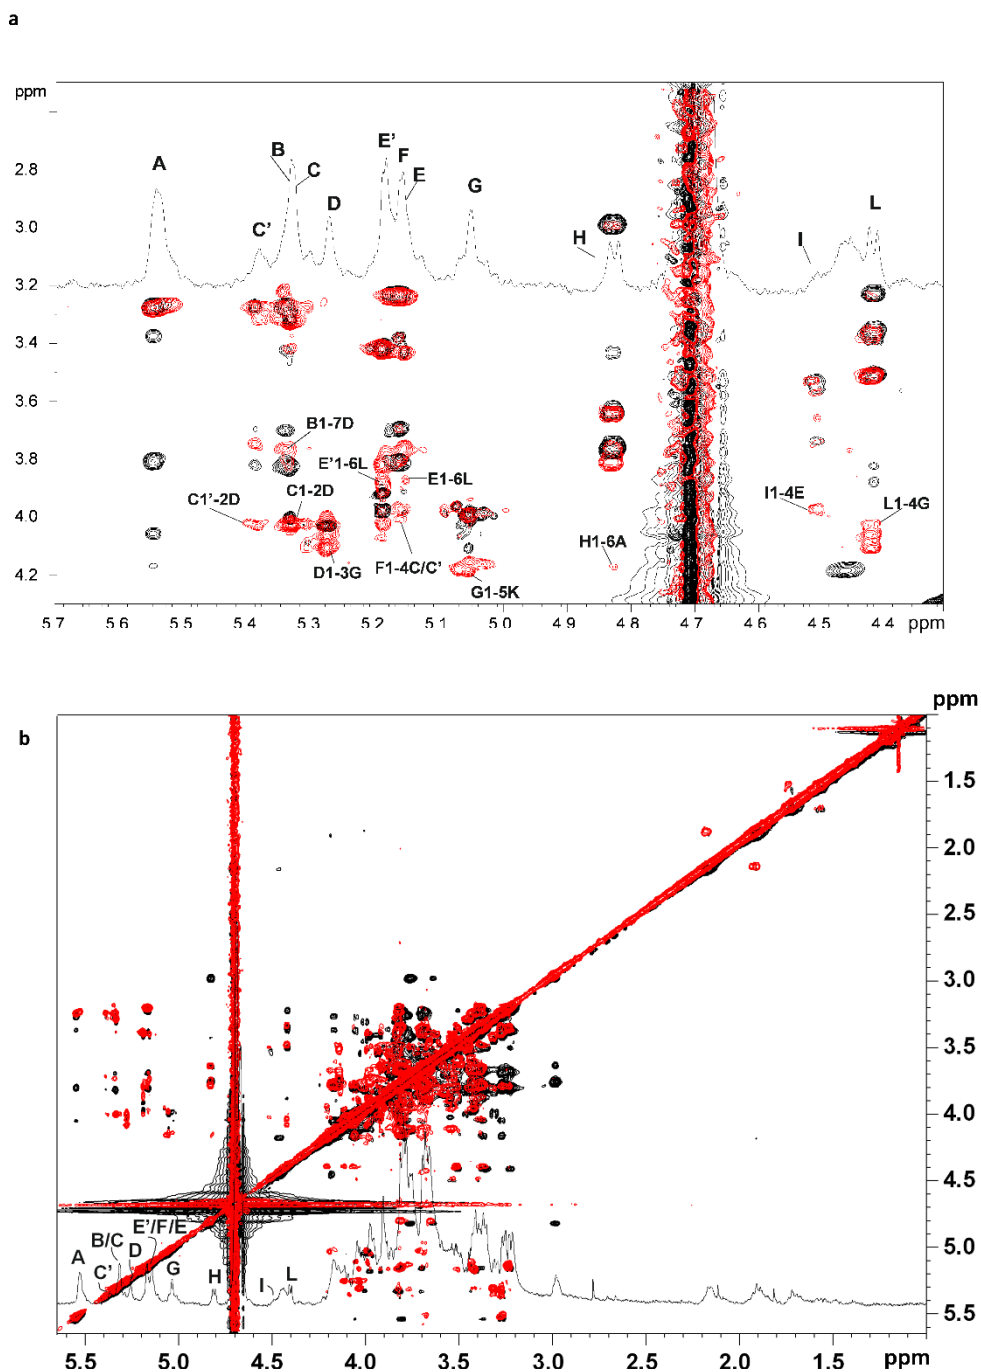 a
ppm
2.8
3.0
3.2
3.4
3.6
3.8
4.0
4.2
A
B
C
C'
D
E'
F
E
G
H
I
L
B1-7D
E'1-6L
E1-6L
C1'-2D
C1-2D
I1-4E
L1-4G
D1-3G
F1-4C/C'
H1-6A
G1-5K
5.7 5.6 5.5 5.4 5.3 5.2 5.1 5.0 4.9 4.8 4.7 4.6 4.5 4.4 ppm
b
ppm
1.5
2.0
2.5
3.0
3.5
4.0
4.5
5.0
5.5
A
C'
B/C
D
E'/F/E
G
H
I
L
5.5 5.0 4.5 4.0 3.5 3.0 2.5 2.0 1.5 ppm